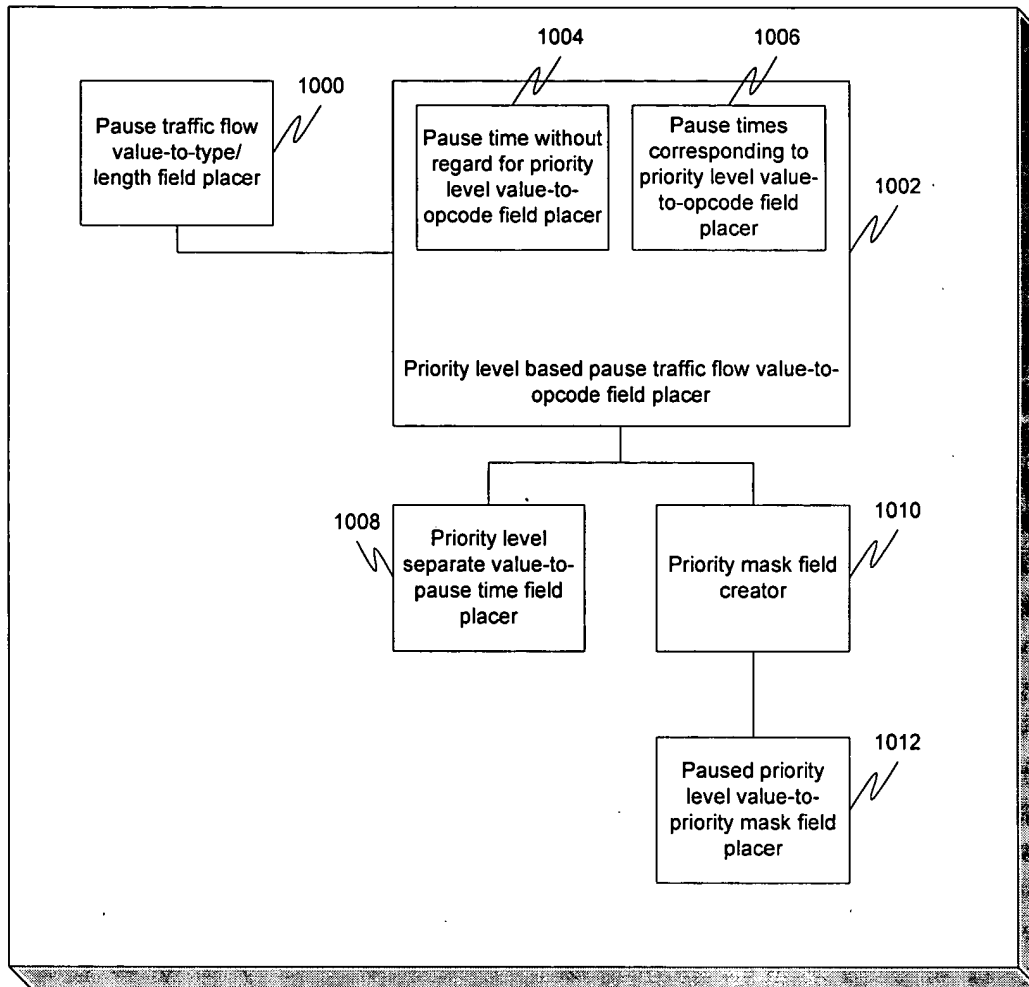 1004
1006
1000
Pause traffic flow
value-to-type/
length field placer
Pause time without
regard for priority
level value-to-
opcode field placer
Pause times
corresponding to
priority level value-
to-opcode field
placer
1002
Priority level based pause traffic flow value-to-
opcode field placer
1008
Priority level
separate value-to-
pause time field
placer
1010
Priority mask field
creator
1012
Paused priority
level value-to-
priority mask field
placer